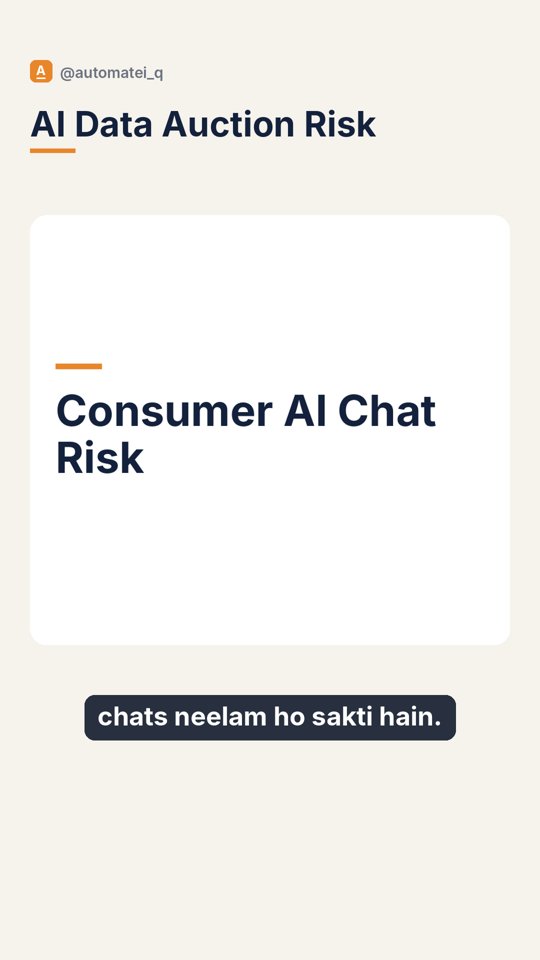 A
@automatei_q
AI Data Auction Risk
Consumer AI Chat
Risk
chats neelam ho sakti hain.